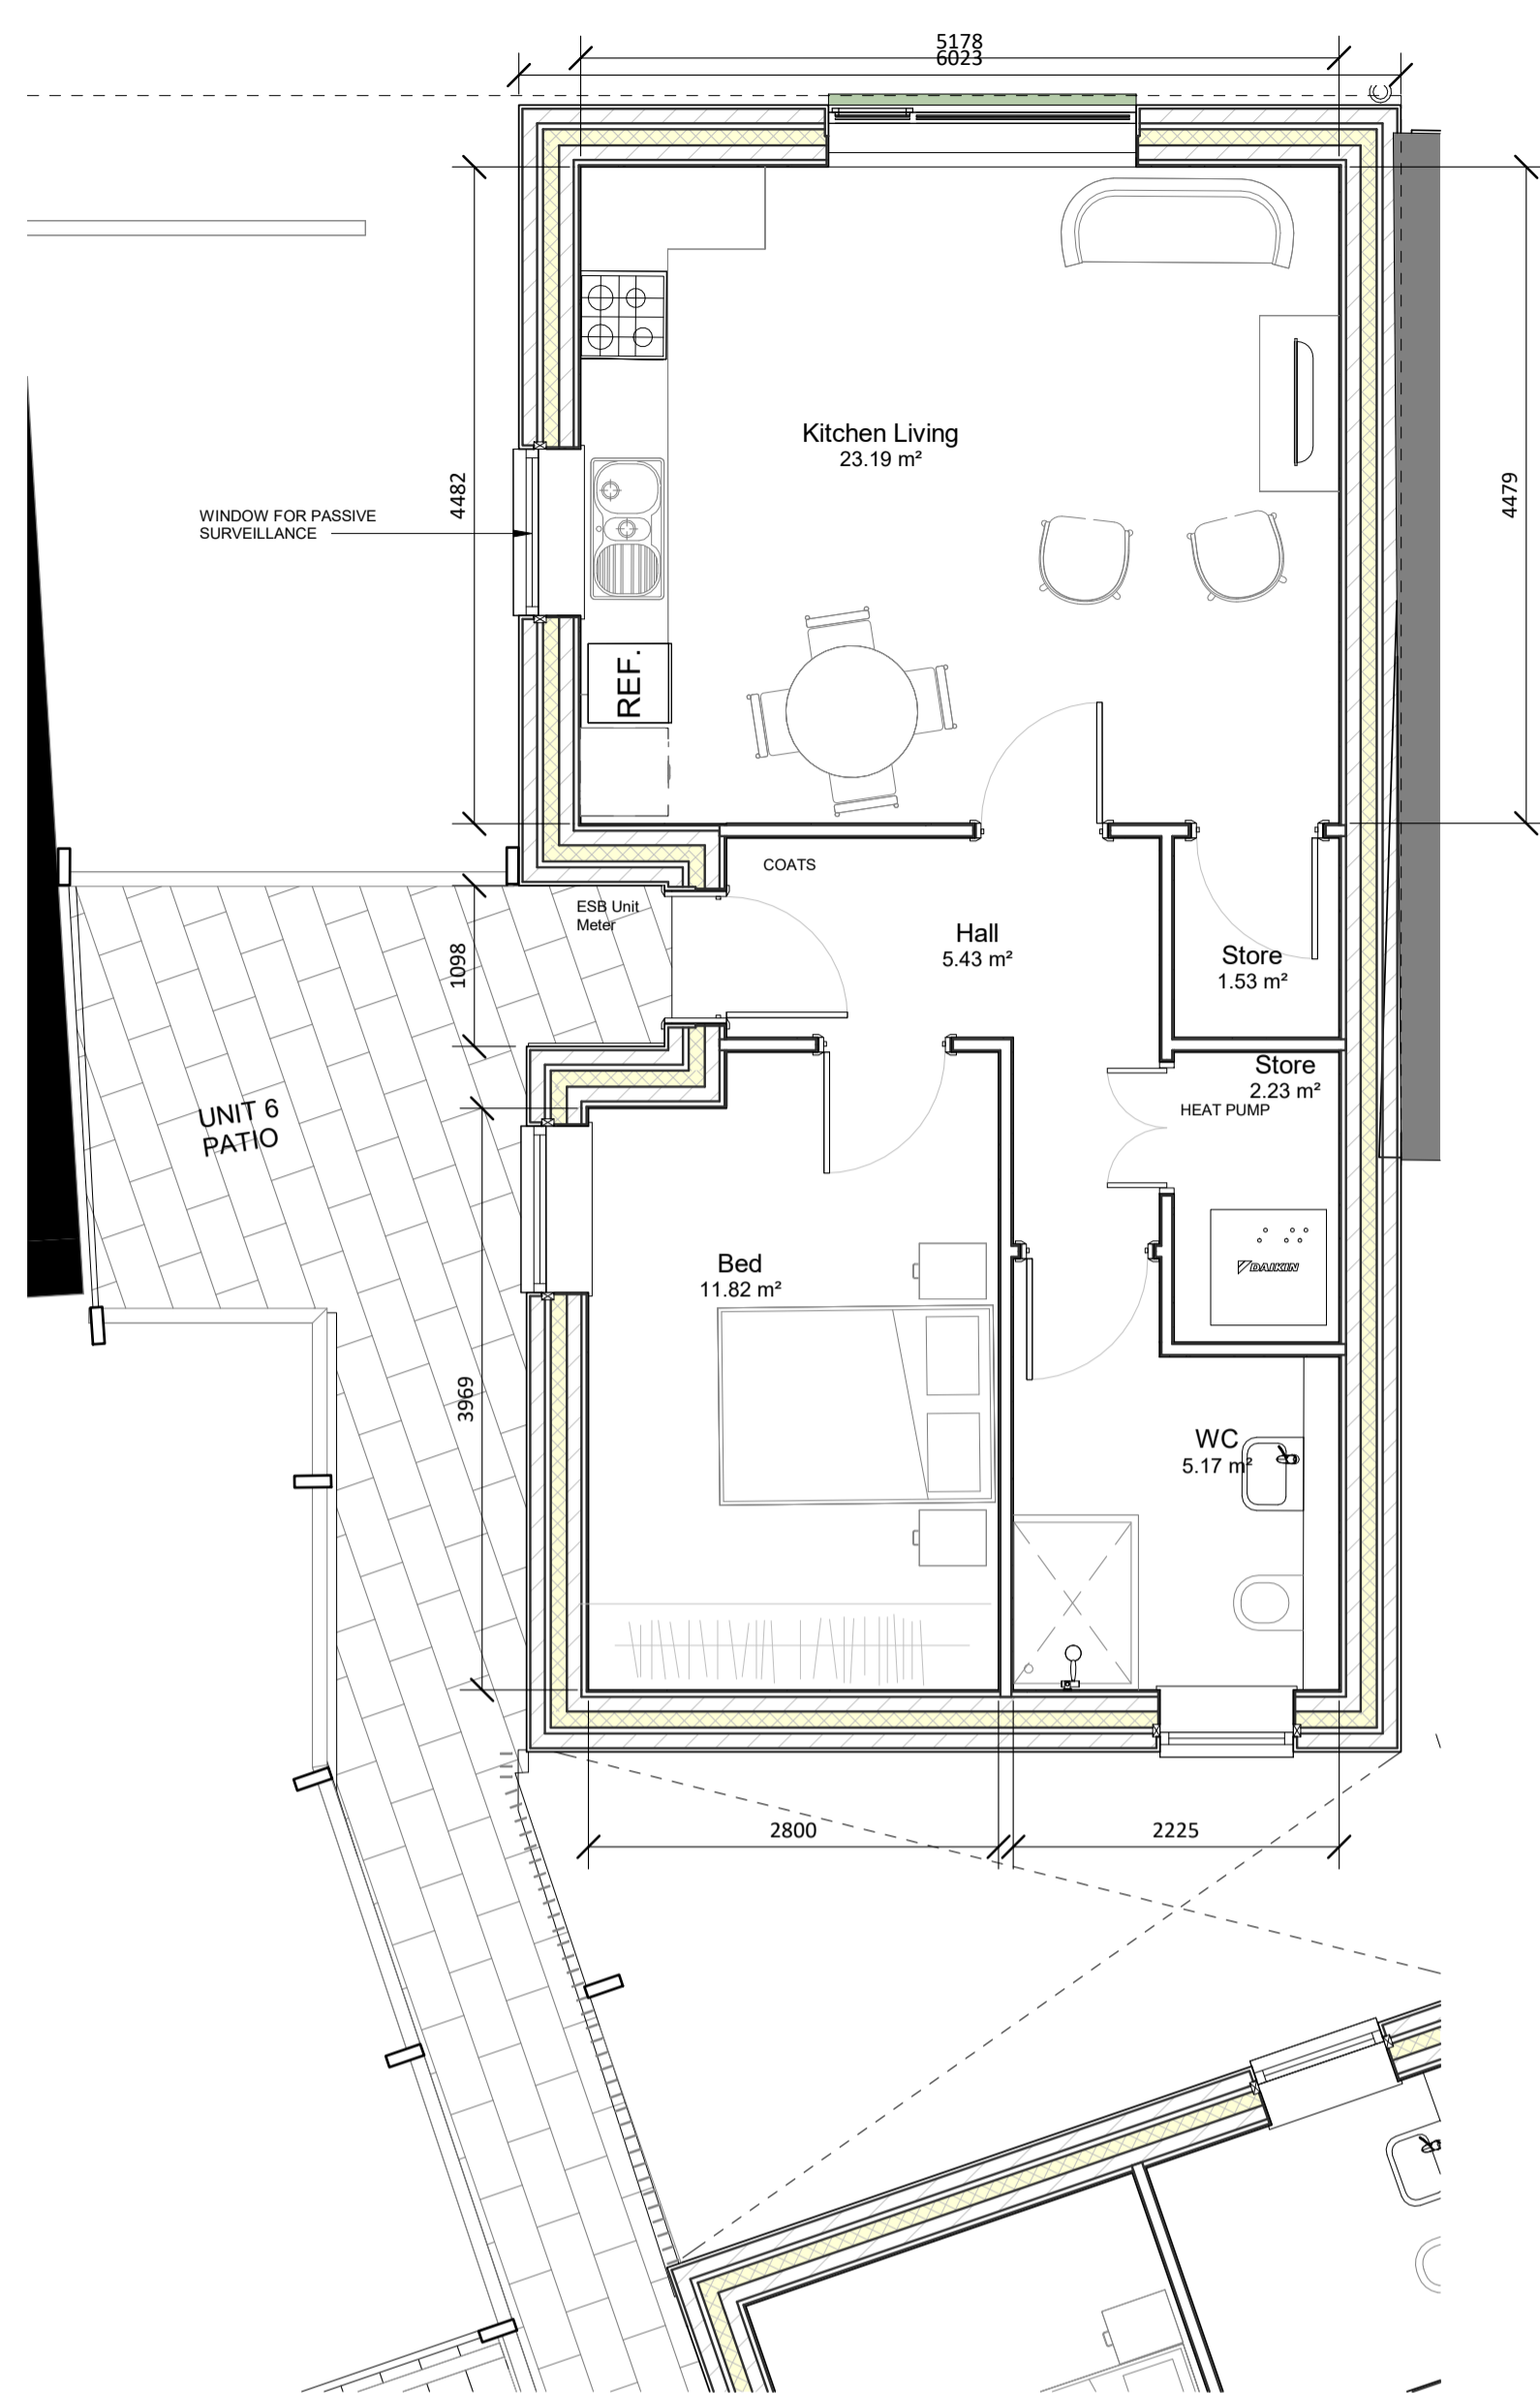 5178
6023
Kitchen Living
23.19 m²
4482
4479
WINDOW FOR PASSIVE
SURVEILLANCE
REF.
COATS
ESB Unit
Meter
Hall
5.43 m²
Store
1.53 m²
1098
Store
2.23 m²
HEAT PUMP
UNIT 6
PATIO
Bed
11.82 m²
DAIKIN
3969
WC
5.17 m²
2800
2225